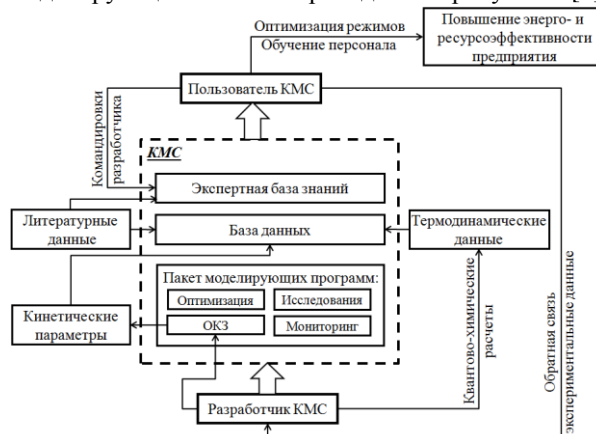 Оптимизация режимов
Обучение персонала
Повышение энерго- и
ресурсоэффективности
предприятия
Пользователь КМС
Командировки
разработчика
КМС
Экспертная база знаний
Литературные
данные
База данных
Термодинамические
данные
Пакет моделирующих программ:
Оптимизация
Исследования
ОКЗ
Мониторинг
Кинетические
параметры
Квантово-химические
расчеты
Обратная связь
экспериментальные данные
Разработчик КМС